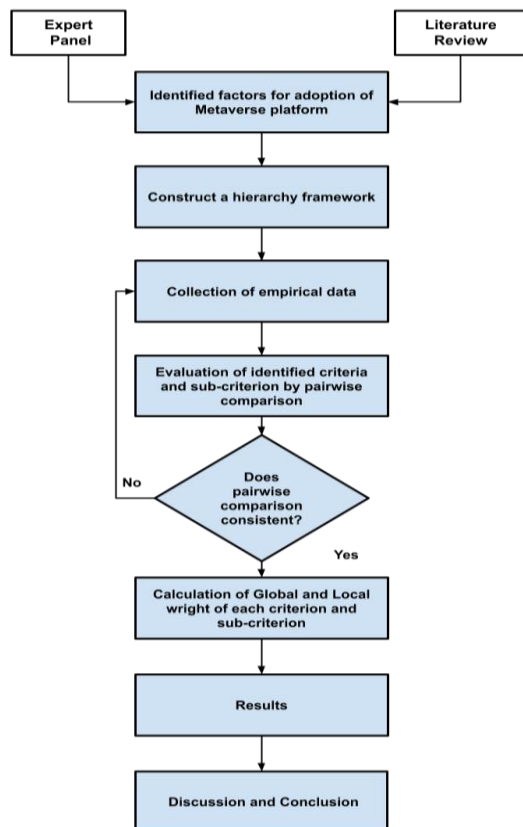 Expert
Panel
Literature
Review
Identified factors for adoption of
Metaverse platform
Construct a hierarchy framework
Collection of empirical data
Evaluation of identified criteria
and sub-criterion by pairwise
comparison
Does
pairwise
comparison
consistent?
No
Yes
Calculation of Global and Local
wright of each criterion and
sub-criterion
Results
Discussion and Conclusion